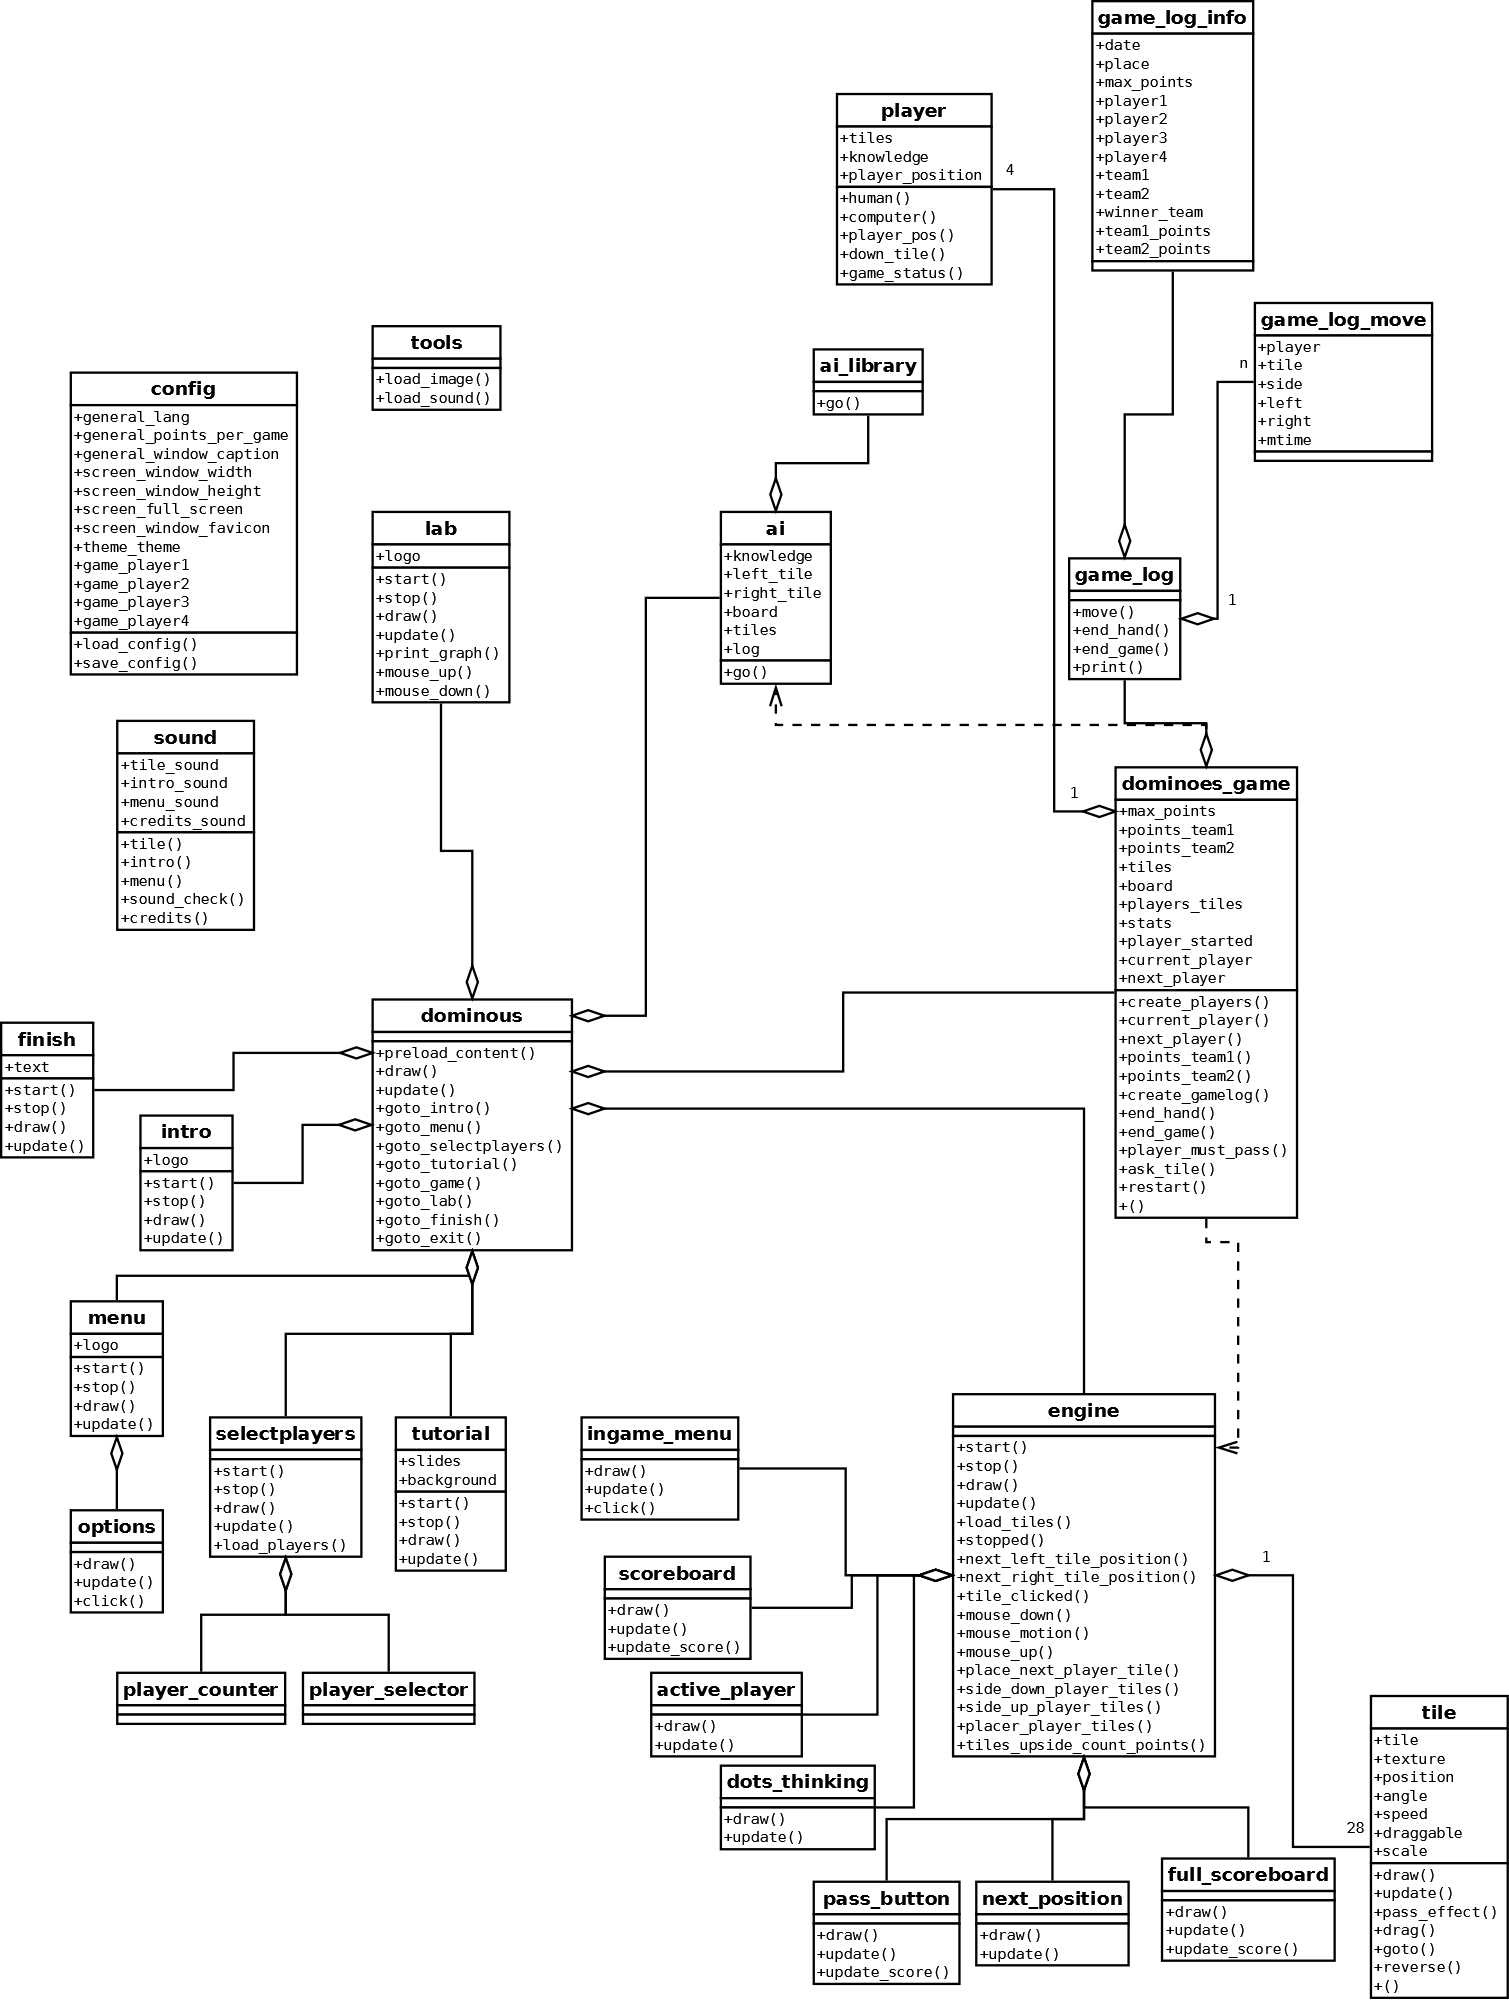 game_log_info
+date
+place
+max_points
+player1
+player2
+player3
+player4
+team1
+team2
+winner_team
+team1_points
+team2_points
player
+tiles
+knowledge
+player_position
+human()
+computer()
+player_pos()
+down_tile()
+game_status()
4
game_log_move
+player
+tile
+side
+left
+right
+mtime
n
tools
+load_image()
+load_sound()
ai_library
+go()
config
+general_lang
+general_points_per_game
+general_window_caption
+screen_window_width
+screen_window_height
+screen_full_screen
+screen_window_favicon
+theme_theme
+game_player1
+game_player2
+game_player3
+game_player4
+load_config()
+save_config()
lab
+logo
+start()
+stop()
+draw()
+update()
+print_graph()
+mouse_up()
+mouse_down()
ai
+knowledge
+left_tile
+right_tile
+board
+tiles
+log
+go()
game_log
+move()
+end_hand()
+end_game()
+print()
1
sound
+tile_sound
+intro_sound
+menu_sound
+credits_sound
+tile()
+intro()
+menu()
+sound_check()
+credits()
1
dominoes_game
+max_points
+points_team1
+points_team2
+tiles
+board
+players_tiles
+stats
+player_started
+current_player
+next_player
+create_players()
+current_player()
+next_player()
+points_team1()
+points_team2()
+create_gamelog()
+end_hand()
+end_game()
+player_must_pass()
+ask_tile()
+restart()
+()
dominous
+preload_content()
+draw()
+update()
+goto_intro()
+goto_menu()
+goto_selectplayers()
+goto_tutorial()
+goto_game()
+goto_lab()
+goto_finish()
+goto_exit()
finish
+text
+start()
+stop()
+draw()
+update()
intro
+logo
+start()
+stop()
+draw()
+update()
menu
+logo
+start()
+stop()
+draw()
+update()
options
+draw()
+update()
+click()
selectplayers
+start()
+stop()
+draw()
+update()
+load_players()
tutorial
+slides
+background
+start()
+stop()
+draw()
+update()
player_counter
player_selector
ingame_menu
+draw()
+update()
+click()
scoreboard
+draw()
+update()
+update_score()
active_player
+draw()
+update()
dots_thinking
+draw()
+update()
engine
+start()
+stop()
+draw()
+update()
+load_tiles()
+stopped()
+next_left_tile_position()
+next_right_tile_position()
+tile_clicked()
+mouse_down()
+mouse_motion()
+mouse_up()
+place_next_player_tile()
+side_down_player_tiles()
+side_up_player_tiles()
+placer_player_tiles()
+tiles_upside_count_points()
1
28
pass_button
+draw()
+update()
+update_score()
next_position
+draw()
+update()
full_scoreboard
+draw()
+update()
+update_score()
tile
+tile
+texture
+position
+angle
+speed
+draggable
+scale
+draw()
+update()
+pass_effect()
+drag()
+goto()
+reverse()
+()